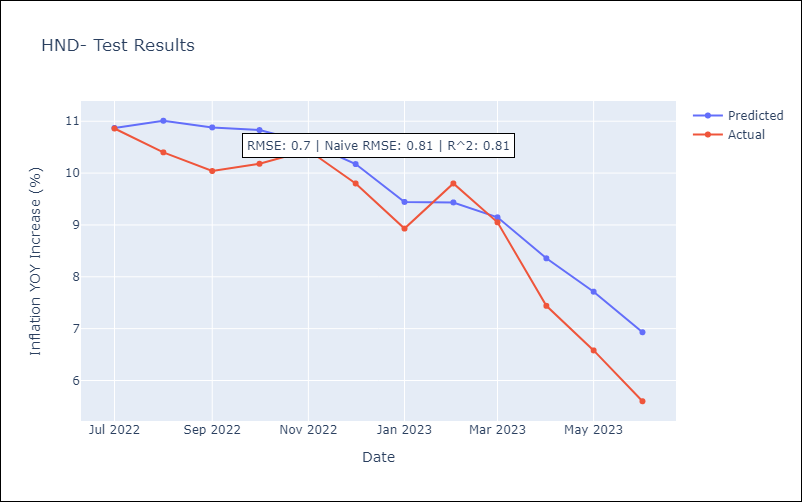 HND- Test Results
Predicted
Actual
RMSE: 0.7 | Naive RMSE: 0.81 | R^2: 0.81
Inflation YOY Increase (%)
11
10
9
8
7
6
Jul 2022
Sep 2022
Nov 2022
Jan 2023
Mar 2023
May 2023
Date